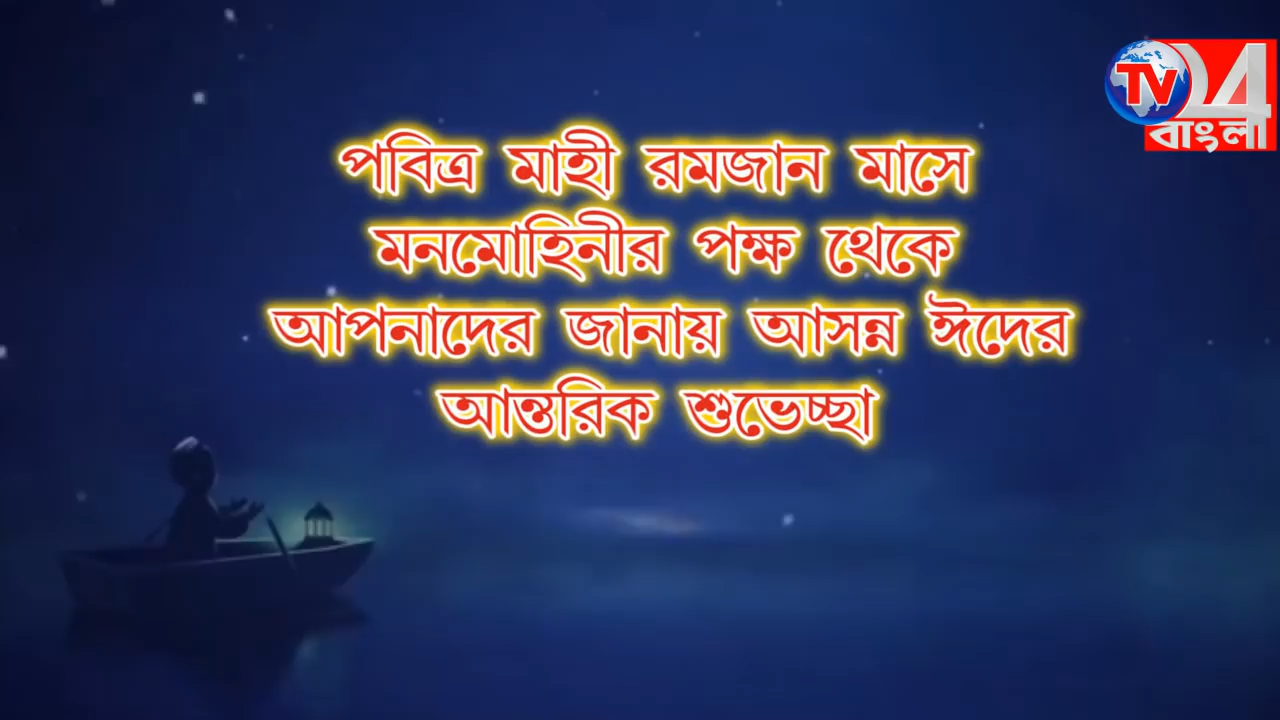 পবিত্র মাহী রমজান মাসে
মনমোহিনীর পক্ষ থেকে
আপনাদের জানায় আসন্ন ঈদের
আন্তরিক শুভেচ্ছা
TV 24
বাংলা